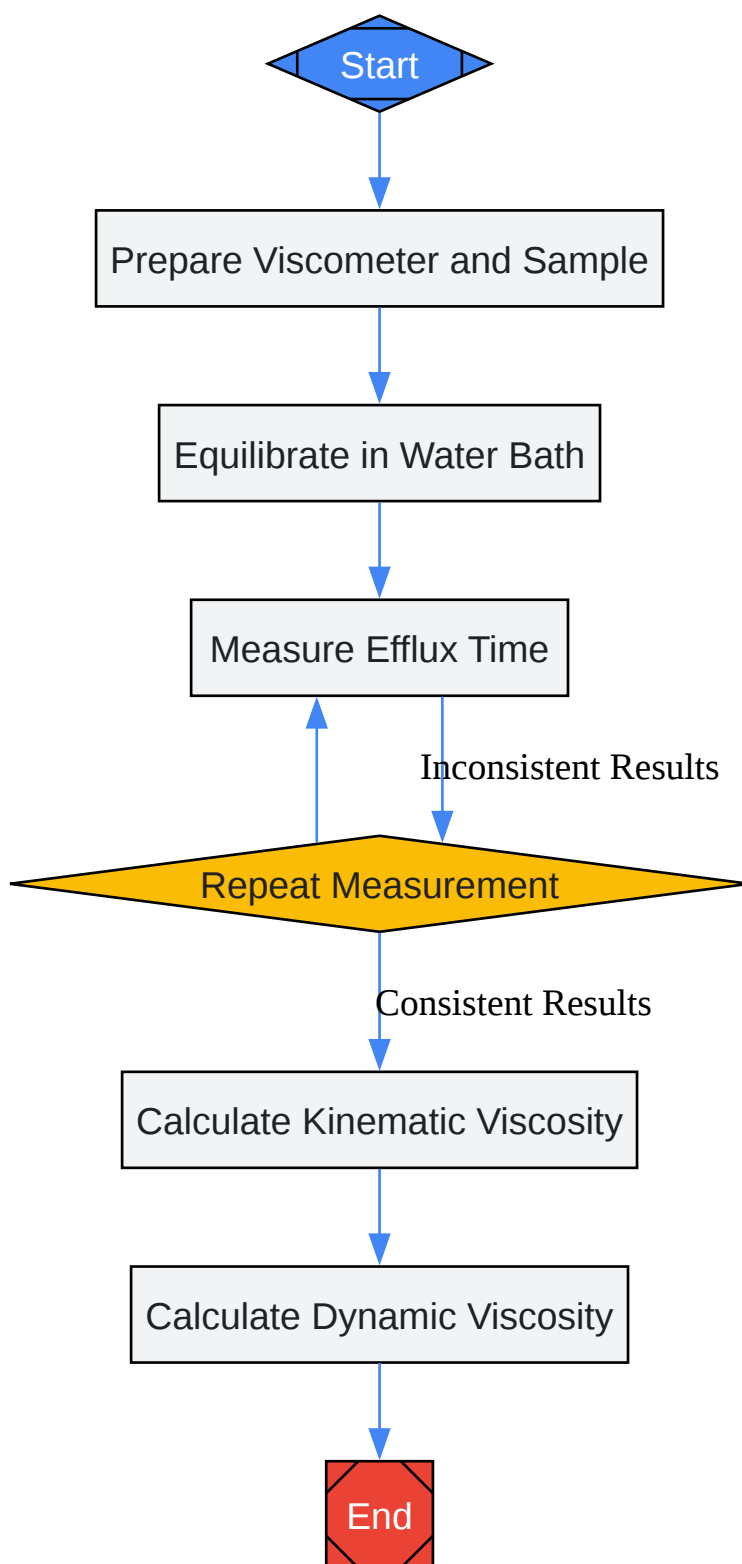 Start
Prepare Viscometer and Sample
Equilibrate in Water Bath
Measure Efflux Time
Inconsistent Results
Repeat Measurement
Consistent Results
Calculate Kinematic Viscosity
Calculate Dynamic Viscosity
End